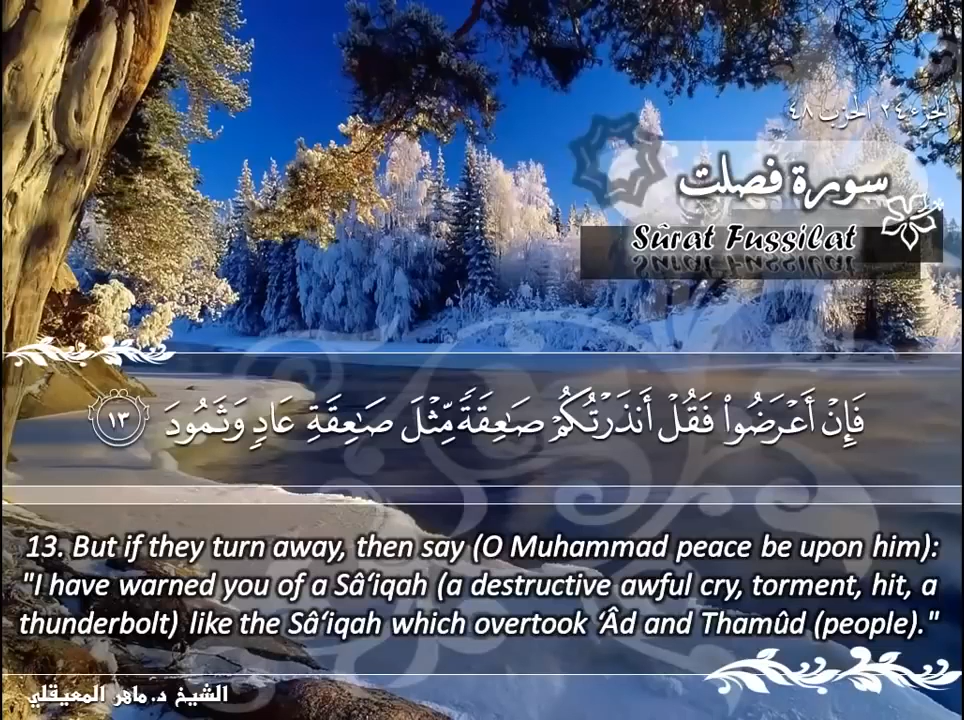 الجزء ٢٤ الحزب ٤٨
سورة فصلت
Sûrat Fussilat
فَإِنْ أَعْرَضُوا۟ فَقُلْ أَنذَرْتُكُمْ صَـٰعِقَةً مِّثْلَ صَـٰعِقَةِ عَادٍ وَثَمُودَ ١٣
13. But if they turn away, then say (O Muhammad peace be upon him):
"I have warned you of a Sâ‘iqah (a destructive awful cry, torment, hit, a
thunderbolt) like the Sâ‘iqah which overtook ‘Âd and Thamûd (people)."
الشيخ د. ماهر المعيقلي